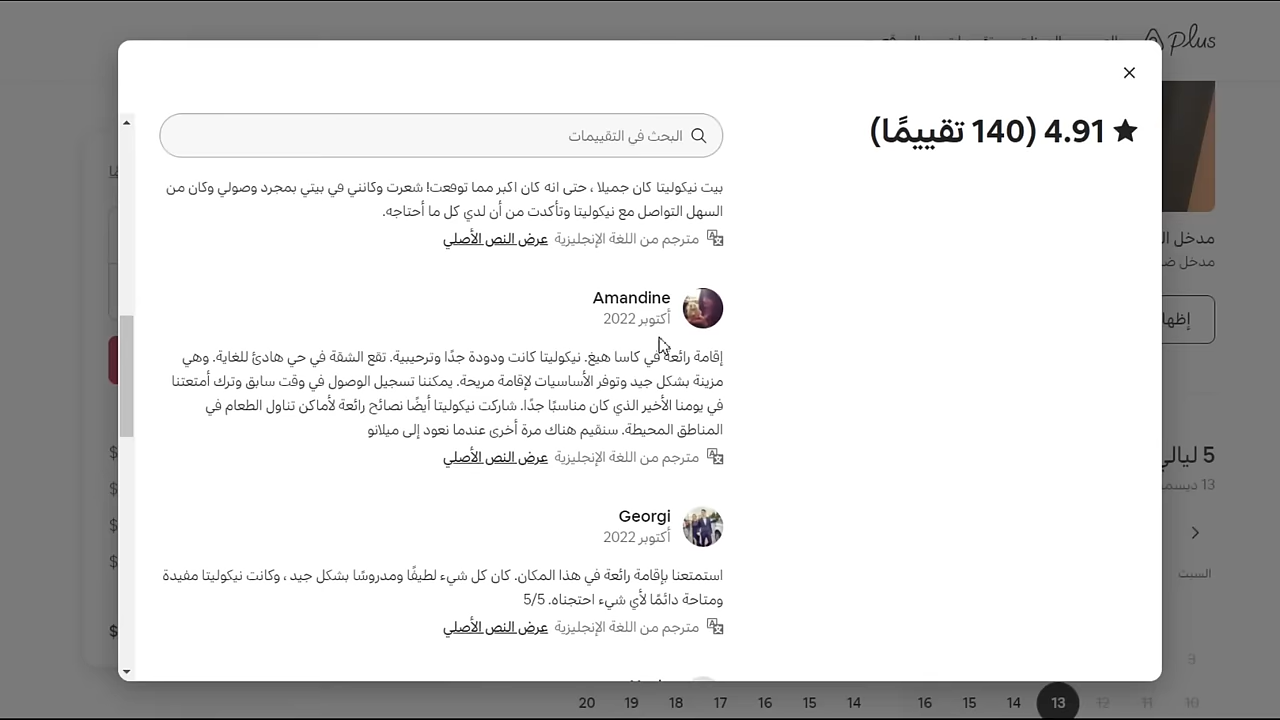 plus
4.91 (140 تقييمًا)
البحث في التقييمات
بيت نيكوليتا كان جميلا ، حتى انه كان اكبر مما توقعت! شعرت وكانني في بيتي بمجرد وصولي وكان من
السهل التواصل مع نيكوليتا وتأكدت من أن لدي كل ما أحتاجه.
مترجم من اللغة الإنجليزية عرض النص الأصلي
Amandine
أكتوبر 2022
إقامة رائعة في كاسا هيغ. نيكوليتا كانت ودودة جدًا وترحيبية. تقع الشقة في حي هادئ للغاية. وهي
مزينة بشكل جيد وتوفر الأساسيات لإقامة مريحة. يمكننا تسجيل الوصول في وقت سابق وترك أمتعتنا
في يومنا الأخير الذي كان مناسبًا جدًا. شاركت نيكوليتا أيضًا نصائح رائعة لأماكن تناول الطعام في
المناطق المحيطة. سنقيم هناك مرة أخرى عندما نعود إلى ميلانو
مترجم من اللغة الإنجليزية عرض النص الأصلي
Georgi
أكتوبر 2022
استمتعنا بإقامة رائعة في هذا المكان. كان كل شيء لطيفًا ومدروسًا بشكل جيد ، وكانت نيكوليتا مفيدة
ومتاحة دائمًا لأي شيء احتجناه. 5/5
مترجم من اللغة الإنجليزية عرض النص الأصلي
مدخل
مدخل
5 ليالي
13
السبت
3
10 11 12 13 14 15 16
14 15 16 17 18 19 20
$
$
$
$
$